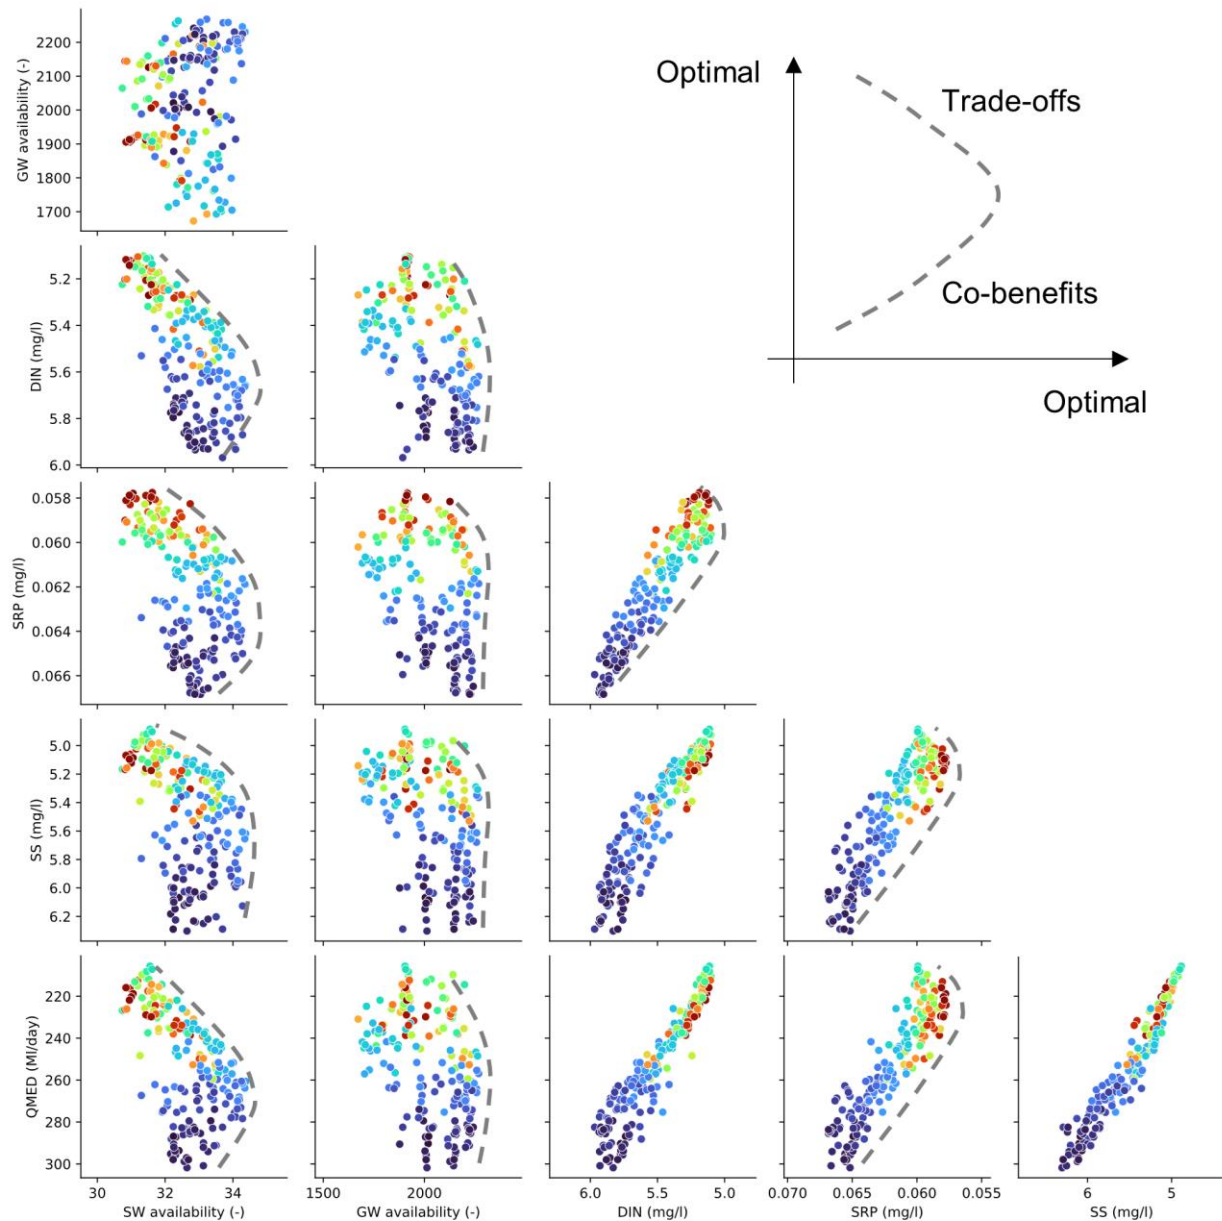 2200
2100
2000
1900
1800
1700
GW availability (-)
Optimal
Trade-offs
Co-benefits
Optimal
5.2
5.4
5.6
5.8
6.0
DIN (mg/l)
0.058
0.060
0.062
0.064
0.066
SRP (mg/l)
5.0
5.2
5.4
5.6
5.8
6.0
6.2
SS (mg/l)
220
240
260
280
300
QMED (Ml/day)
30 32 34
SW availability (-)
1500 2000
GW availability (-)
6.0 5.5 5.0
DIN (mg/l)
0.070 0.065 0.060 0.055
SRP (mg/l)
6 5
SS (mg/l)